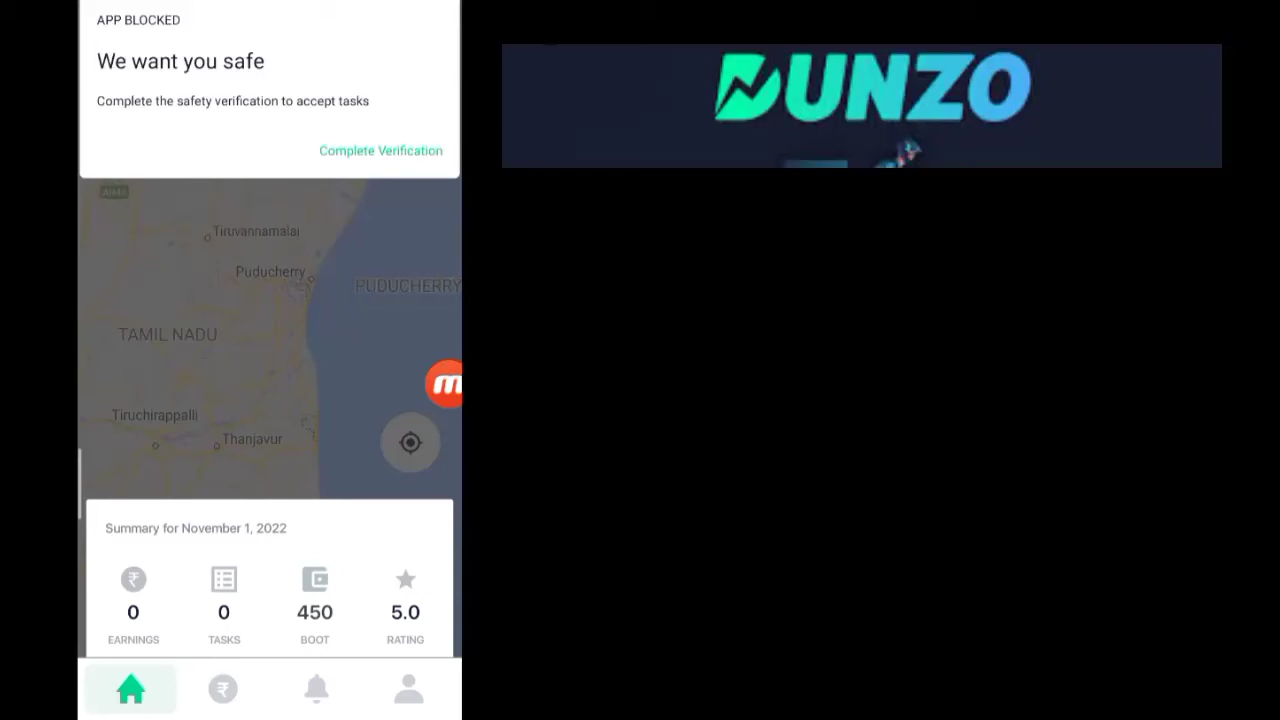 APP BLOCKED
We want you safe
Complete the safety verification to accept tasks
Complete Verification
Tiruvannamalai
Puducherry
PUDUCHERRY
TAMIL NADU
Tiruchirappalli
Thanjavur
m
Summary for November 1, 2022
0
0
450
5.0
EARNINGS
TASKS
BOOT
RATING
DUNZO